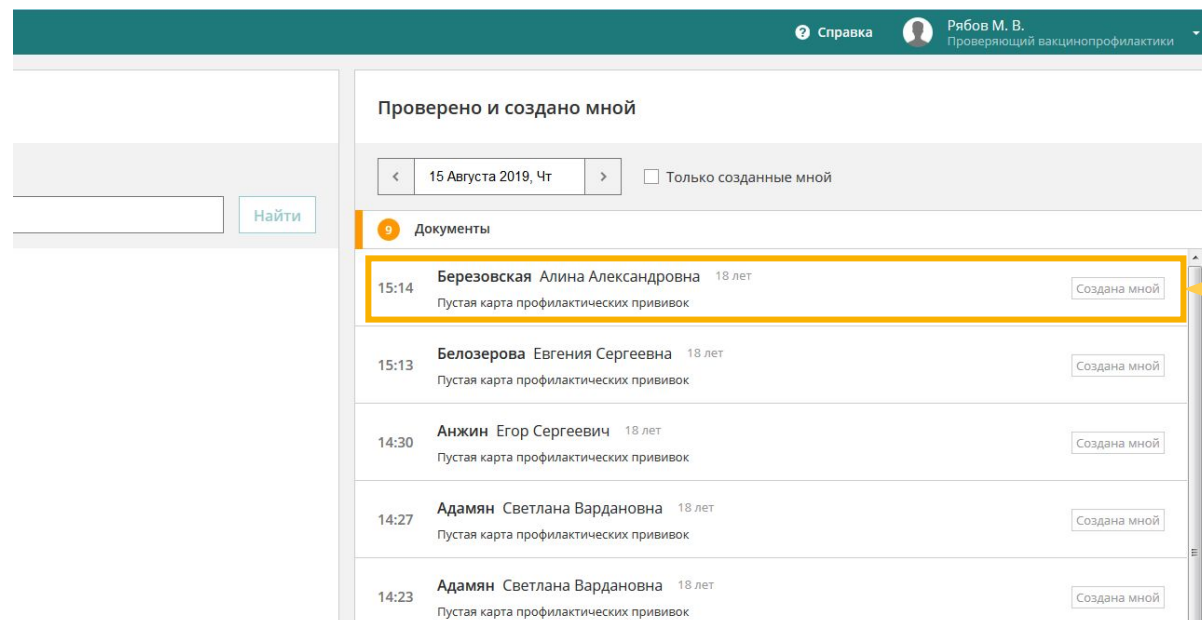 Справка
Рябов М. В.
Проверяющий вакцинопрофилактики
Найти
Проверено и создано мной
15 Августа 2019, Чт
Только созданные мной
9 Документы
15:14 Березовская Алина Александровна 18 лет
Пустая карта профилактических прививок
Создана мной
15:13 Белозерова Евгения Сергеевна 18 лет
Пустая карта профилактических прививок
Создана мной
14:30 Анжин Егор Сергеевич 18 лет
Пустая карта профилактических прививок
Создана мной
14:27 Адамян Светлана Вардановна 18 лет
Пустая карта профилактических прививок
Создана мной
14:23 Адамян Светлана Вардановна 18 лет
Пустая карта профилактических прививок
Создана мной